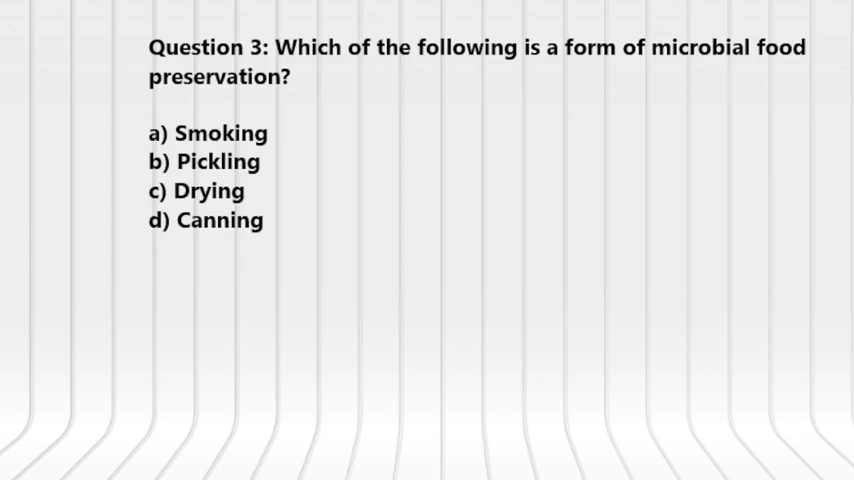 Question 3: Which of the following is a form of microbial food
preservation?
a) Smoking
b) Pickling
c) Drying
d) Canning